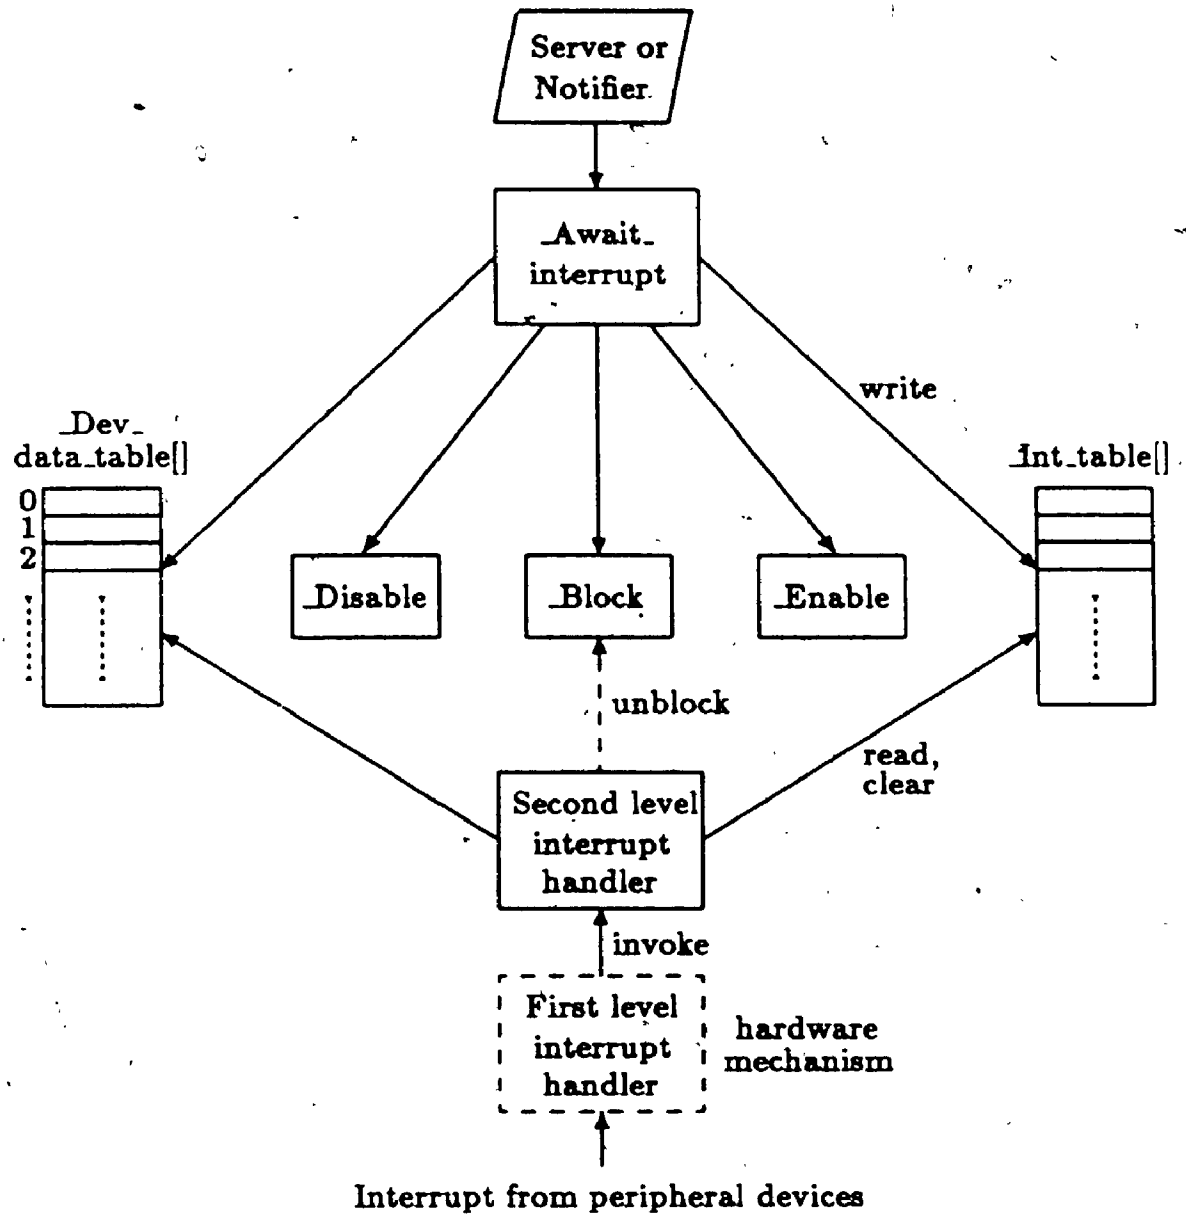 Server or
Notifier
_Await_
interrupt
write
_Dev_
data_table[]
_Int_table[]
0
1
2
_Disable
_Block
_Enable
unblock
read,
clear
Second level
interrupt
handler
invoke
First level
interrupt
handler
hardware
mechanism
Interrupt from peripheral devices